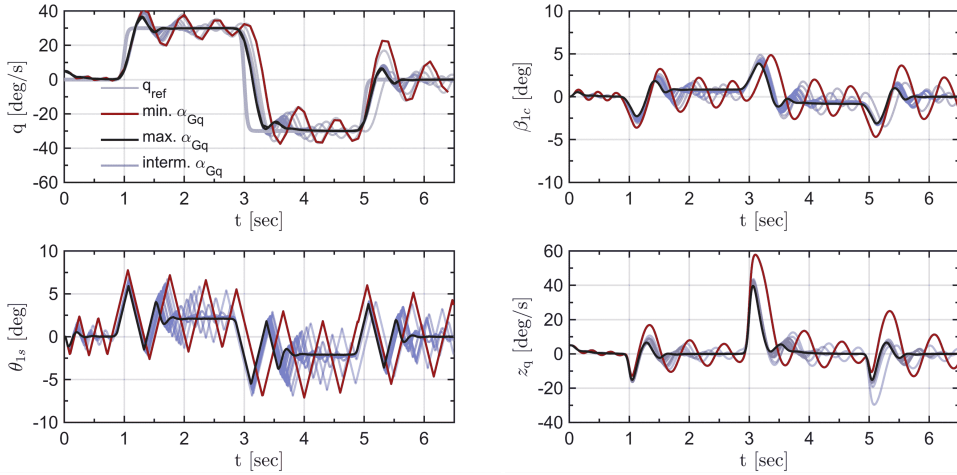 40
20
0
-20
-40
-60
q [deg/s]
q_ref
min. α_Gq
max. α_Gq
interm. α_Gq
0 1 2 3 4 5 6
t [sec]
10
5
0
-5
-10
β_1c [deg]
0 1 2 3 4 5 6
t [sec]
10
5
0
-5
-10
θ_1s [deg]
0 1 2 3 4 5 6
t [sec]
60
40
20
0
-20
-40
z_q [deg/s]
0 1 2 3 4 5 6
t [sec]